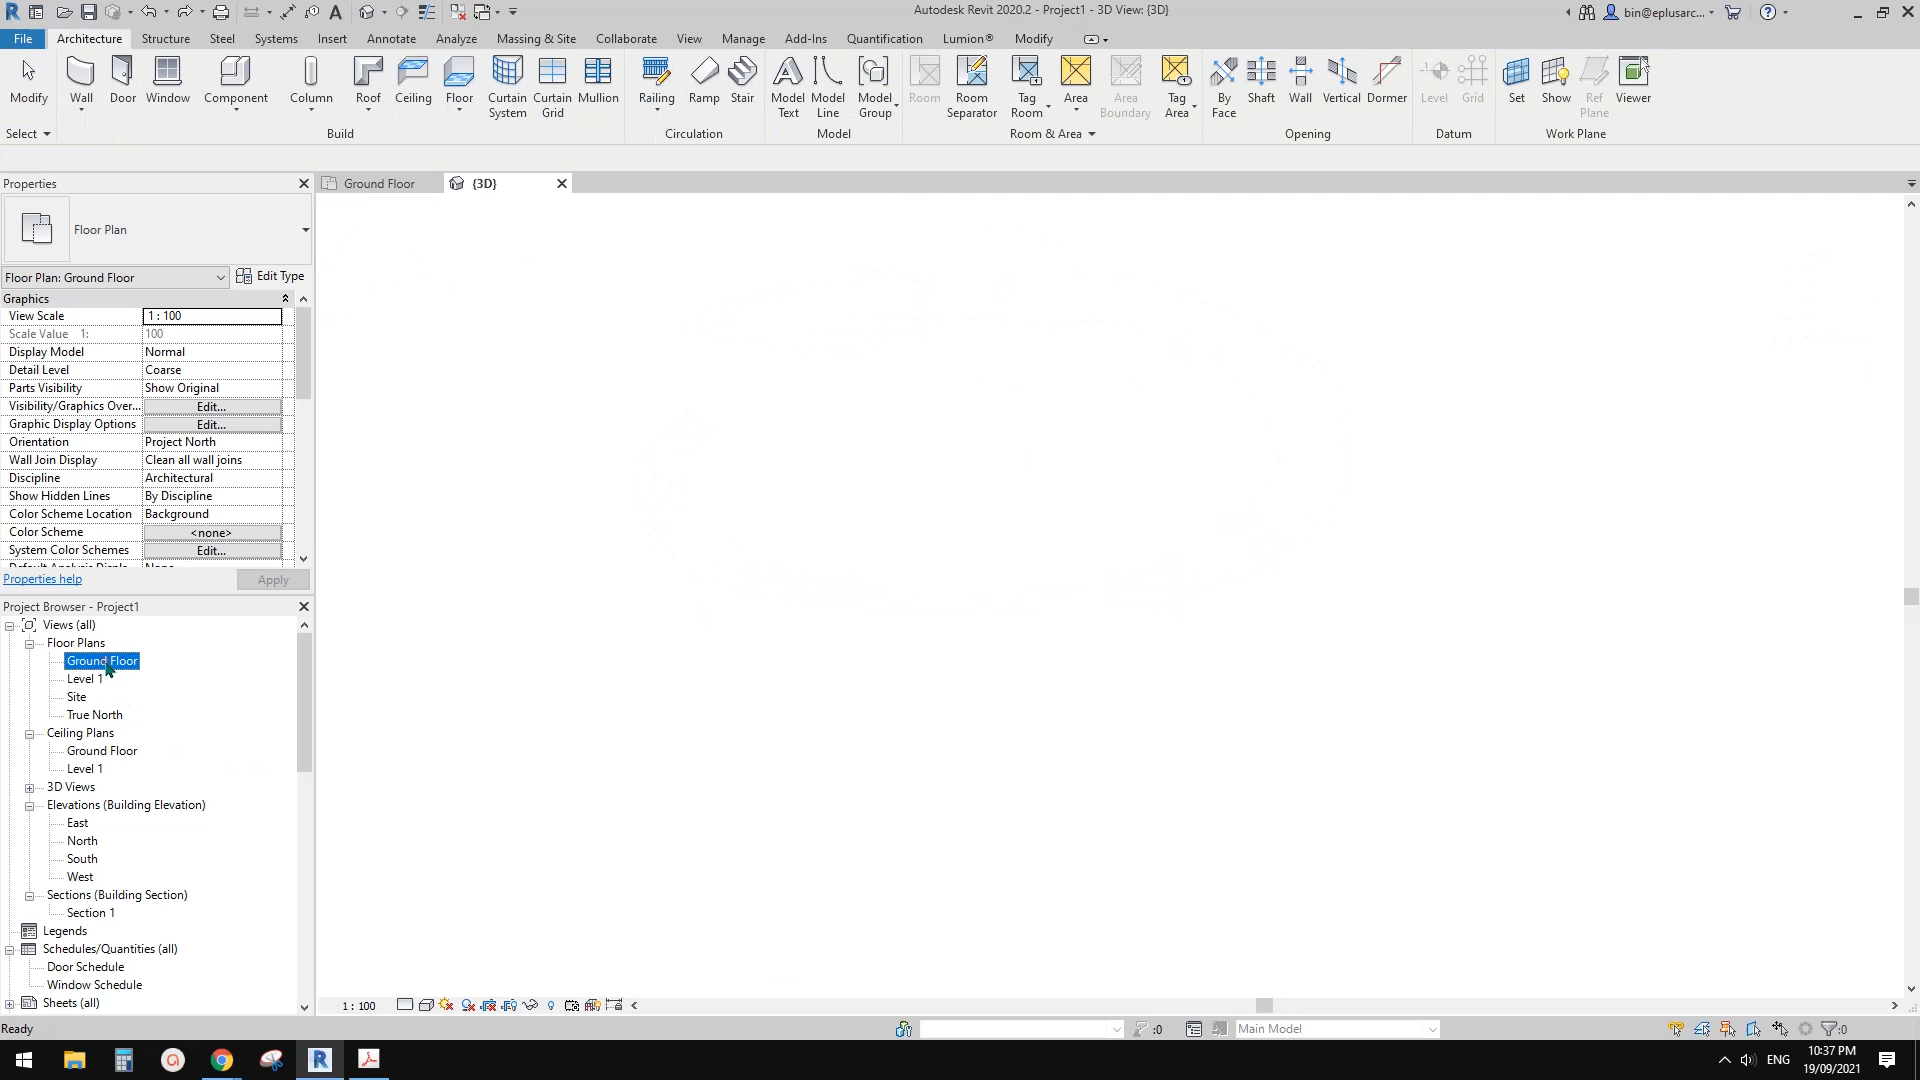 Autodesk Revit 2020.2 - Project1 - 3D View: {3D}
bin@eplusarc...
File Architecture Structure Steel Systems Insert Annotate Analyze Massing & Site Collaborate View Manage Add-Ins Quantification Lumion® Modify
Modify Wall Door Window Component Column Roof Ceiling Floor Curtain System Curtain Grid Mullion Railing Ramp Stair Model Text Model Line Model Group Room Room Separator Tag Room Area Area Boundary Tag Area By Face Shaft Wall Vertical Dormer Level Grid Set Show Ref Plane Viewer
Select Build Circulation Model Room & Area Opening Datum Work Plane
Properties
Ground Floor
{3D}
Floor Plan
Floor Plan: Ground Floor
Edit Type
Graphics
View Scale 1 : 100
Scale Value 1: 100
Display Model Normal
Detail Level Coarse
Parts Visibility Show Original
Visibility/Graphics Over... Edit...
Graphic Display Options Edit...
Orientation Project North
Wall Join Display Clean all wall joins
Discipline Architectural
Show Hidden Lines By Discipline
Color Scheme Location Background
Color Scheme <none>
System Color Schemes Edit...
Properties help
Apply
Project Browser - Project1
Views (all)
Floor Plans
Ground Floor
Level 1
Site
True North
Ceiling Plans
Ground Floor
Level 1
3D Views
Elevations (Building Elevation)
East
North
South
West
Sections (Building Section)
Section 1
Legends
Schedules/Quantities (all)
Door Schedule
Window Schedule
Sheets (all)
1 : 100
Ready
:0
Main Model
:0
ENG
10:37 PM
19/09/2021